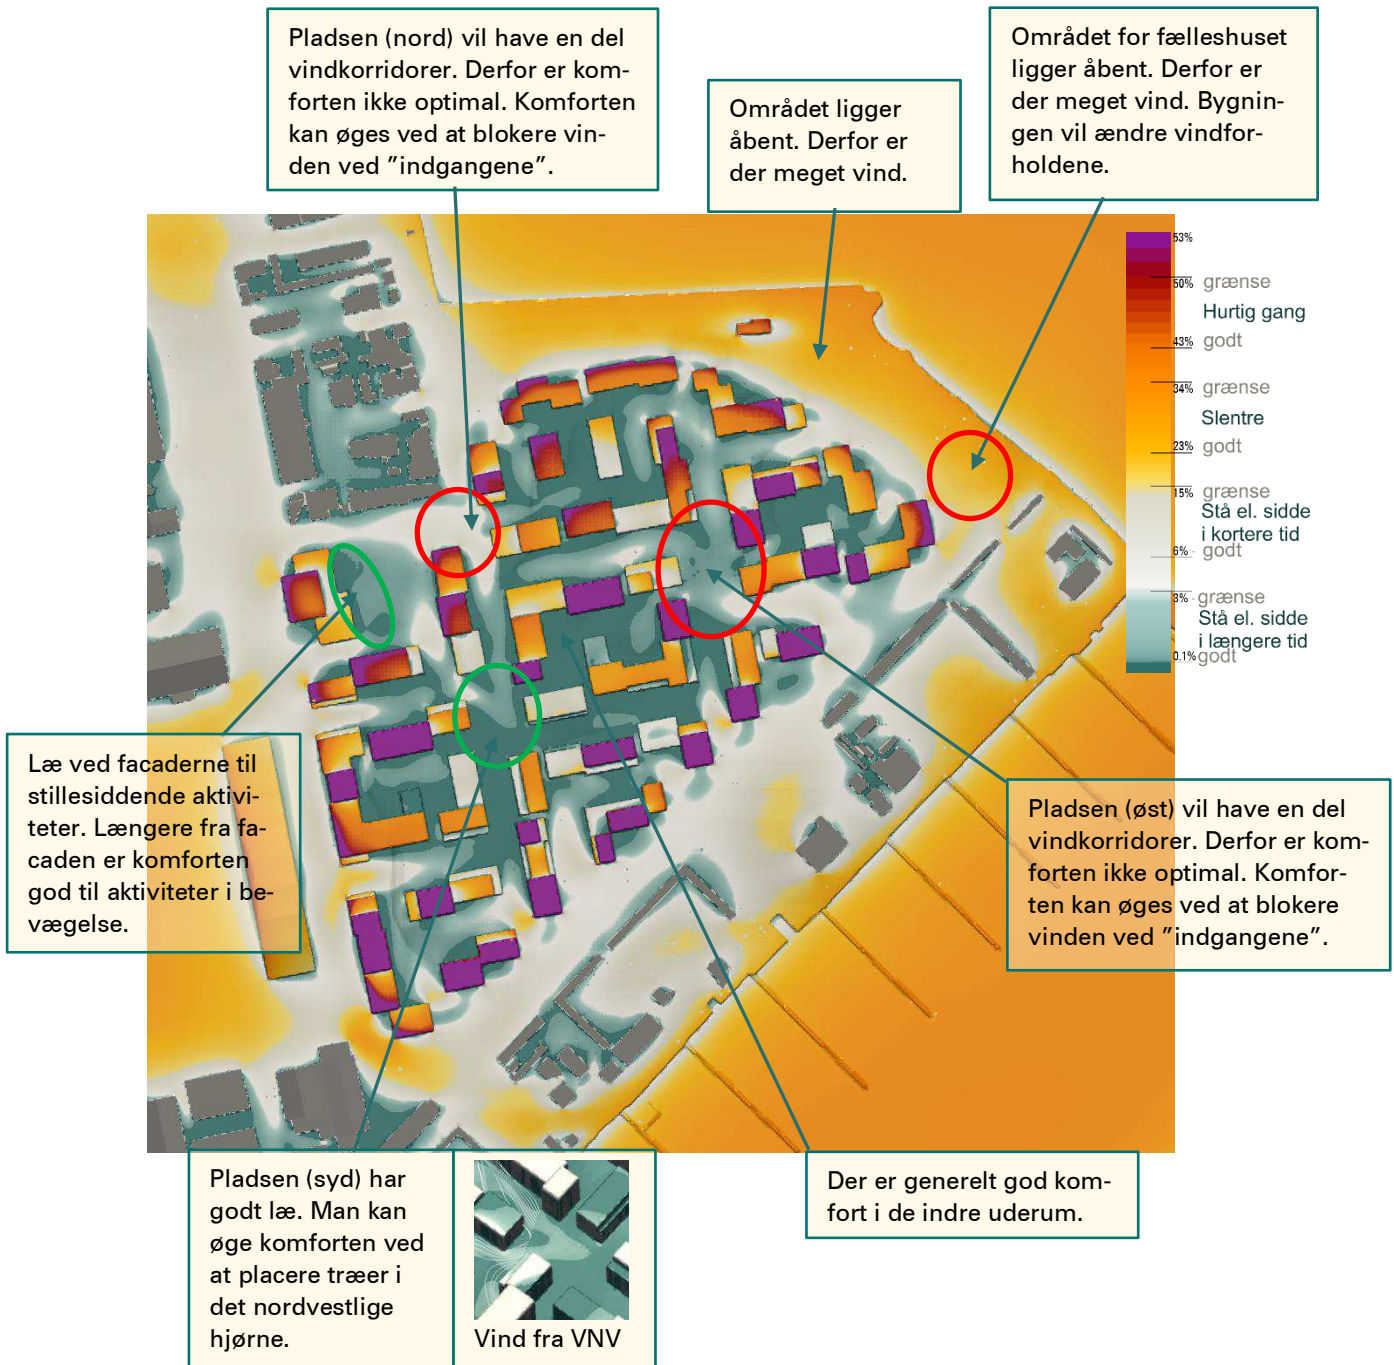 Pladsen (nord) vil have en del
vindkorridorer. Derfor er kom-
forten ikke optimal. Komforten
kan øges ved at blokere vin-
den ved ”indgangene”.
Området ligger
åbent. Derfor er
der meget vind.
Området for fælleshuset
ligger åbent. Derfor er
der meget vind. Bygnin-
gen vil ændre vindfor-
holdene.
53%
50% grænse
Hurtig gang
43% godt
34% grænse
Slentre
23% godt
15% grænse
Stå el. sidde
i kortere tid
6% godt
3% grænse
Stå el. sidde
i længere tid
0.1% godt
Læ ved facaderne til
stillesiddende aktivi-
teter. Længere fra fa-
caden er komforten
god til aktiviteter i be-
vægelse.
Pladsen (øst) vil have en del
vindkorridorer. Derfor er kom-
forten ikke optimal. Komfor-
ten kan øges ved at blokere
vinden ved ”indgangene”.
Pladsen (syd) har
godt læ. Man kan
øge komforten ved
at placere træer i
det nordvestlige
hjørne.
Vind fra VNV
Der er generelt god kom-
fort i de indre uderum.